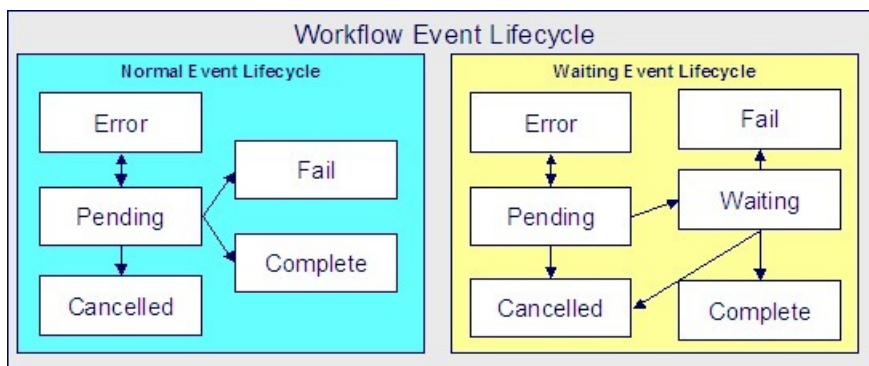 Workflow Event Lifecycle
Normal Event Lifecycle
Error
Fail
Pending
Complete
Cancelled
Waiting Event Lifecycle
Error
Fail
Pending
Waiting
Cancelled
Complete